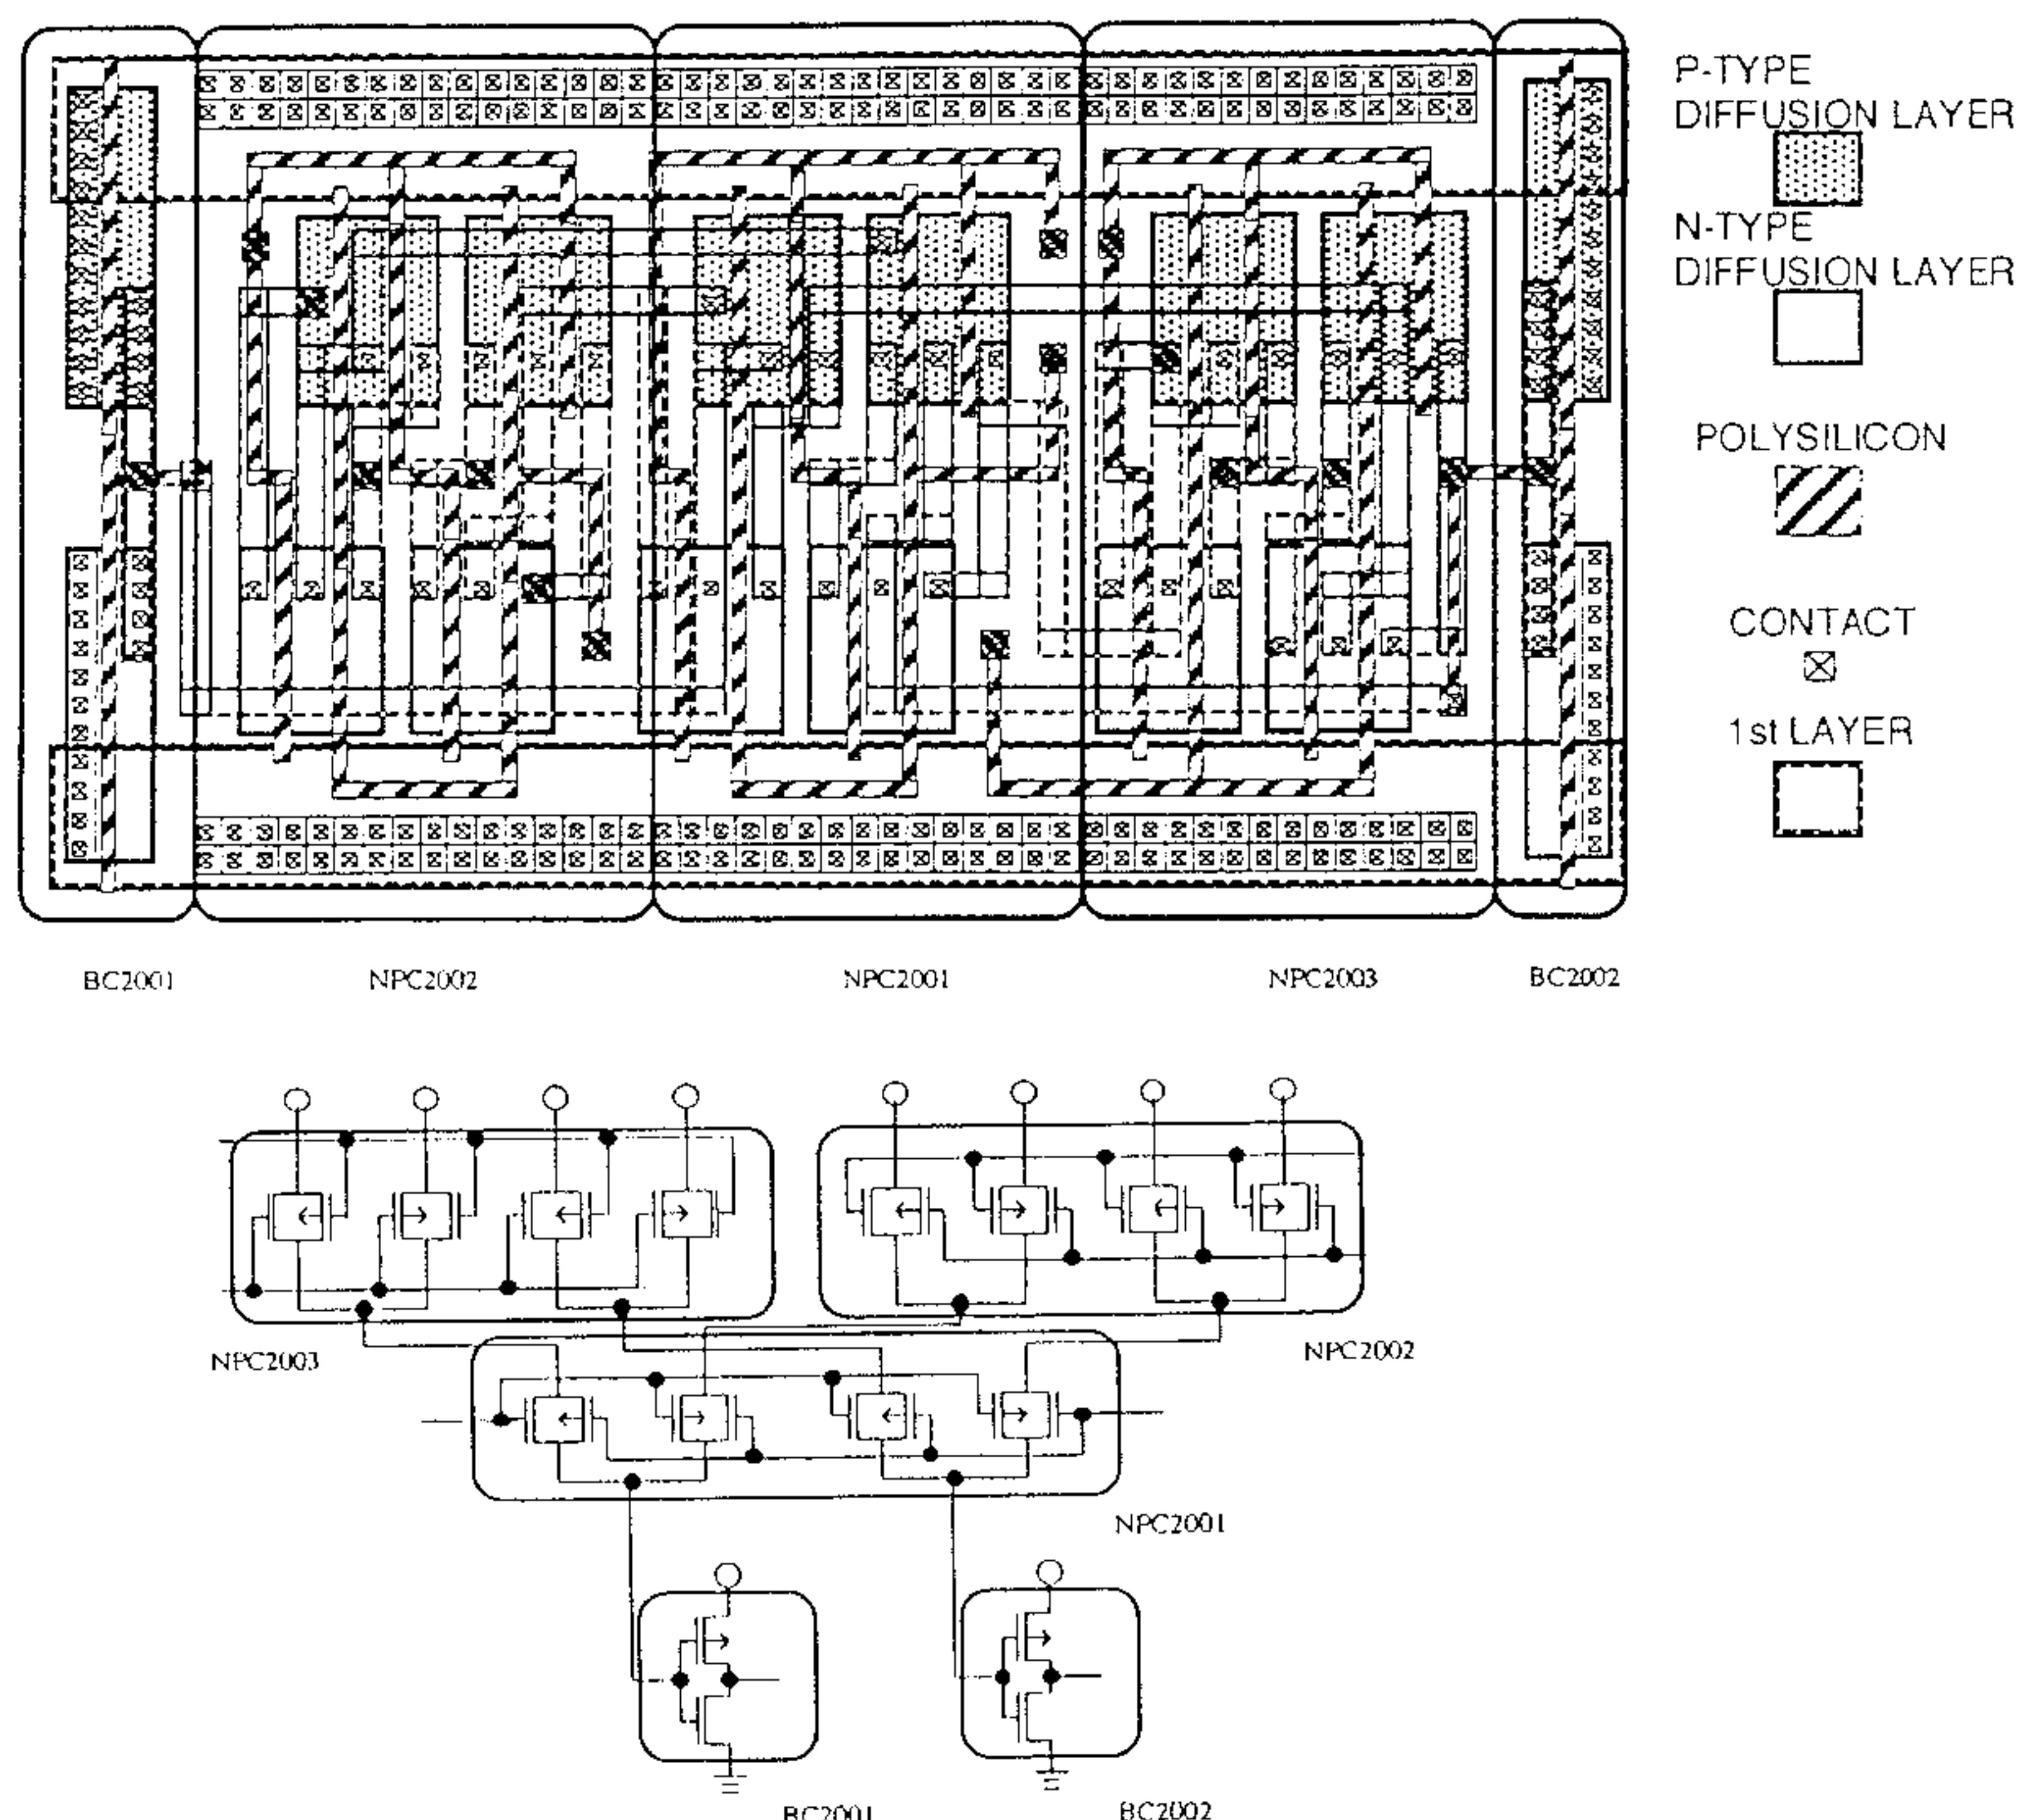 P-TYPE
DIFFUSION LAYER
N-TYPE
DIFFUSION LAYER
POLYSILICON
CONTACT
1st LAYER
BC2001
NPC2002
NPC2001
NPC2003
BC2002
NPC2003
NPC2002
NPC2001
BC2001
BC2002